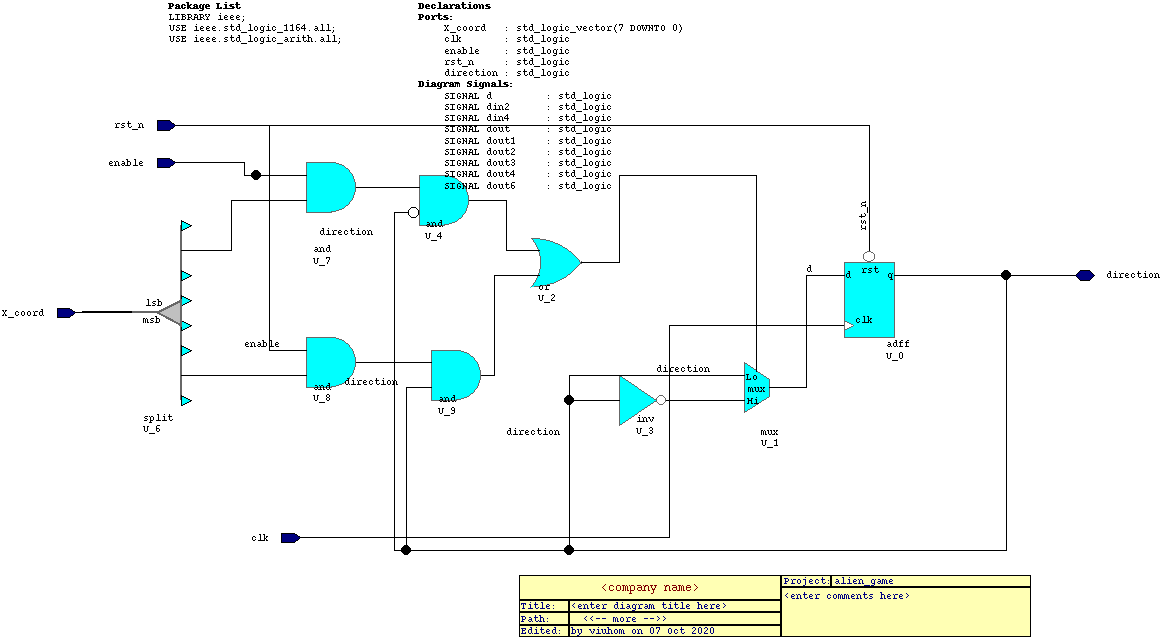 Package List
LIBRARY ieee;
USE ieee.std_logic_1164.all;
USE ieee.std_logic_arith.all;
Declarations
Ports:
X_coord : std_logic_vector(7 DOWNTO 0)
clk : std_logic
enable : std_logic
rst_n : std_logic
direction : std_logic
Diagram Signals:
SIGNAL d : std_logic
SIGNAL din2 : std_logic
SIGNAL din4 : std_logic
SIGNAL dout : std_logic
SIGNAL dout1 : std_logic
SIGNAL dout2 : std_logic
SIGNAL dout3 : std_logic
SIGNAL dout4 : std_logic
SIGNAL dout6 : std_logic
rst_n
enable
direction
and
U_7
and
U_4
or
U_2
rst_n
d
d
rst
q
clk
adff
U_0
direction
X_coord
lsb
msb
split
U_6
enable
and
U_8
direction
and
U_9
direction
direction
inv
U_3
Lo
mux
Hi
mux
U_1
clk
<company name>
Title: <enter diagram title here>
Path: <<-- more -->>
Edited: by viuhom on 07 oct 2020
Project: alien_game
<enter comments here>